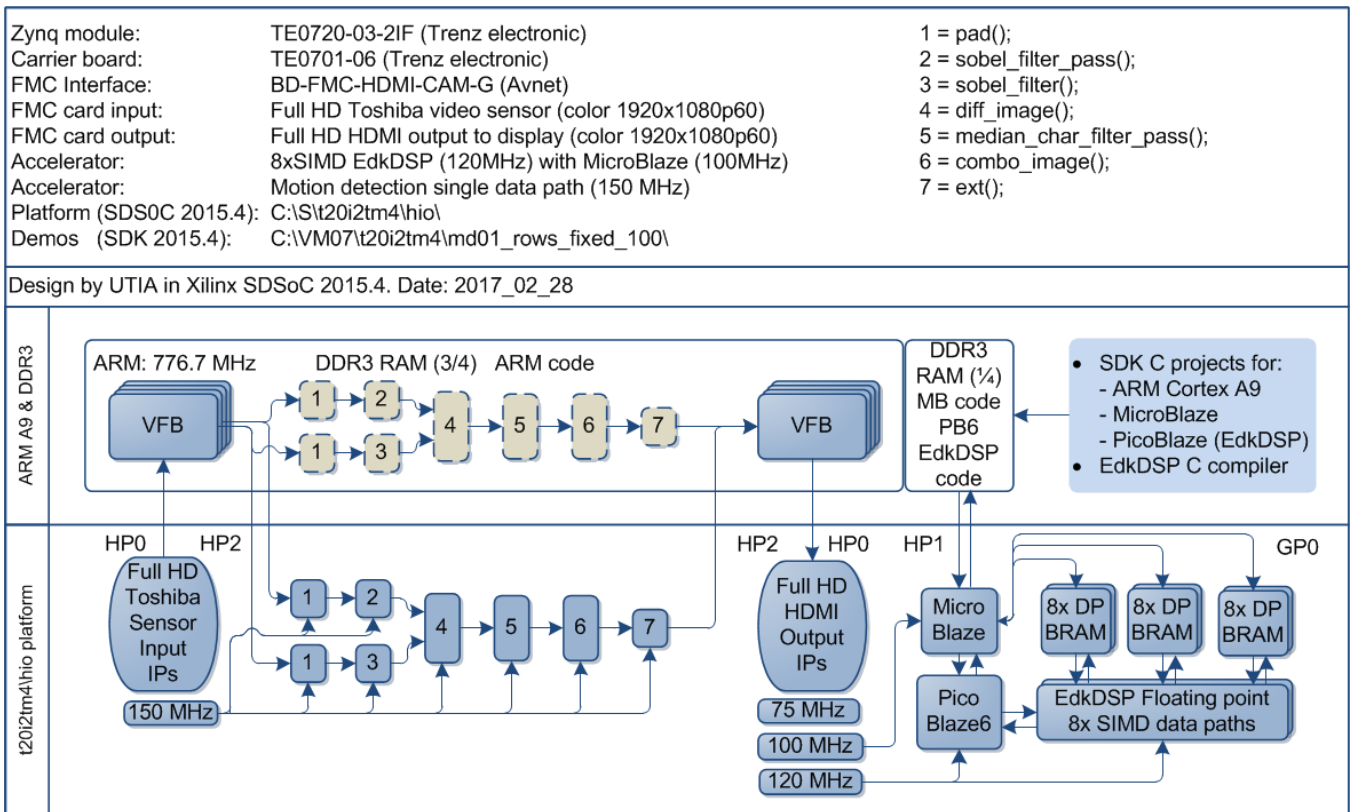 Zynq module: TE0720-03-2IF (Trenz electronic) 1 = pad();
Carrier board: TE0701-06 (Trenz electronic) 2 = sobel_filter_pass();
FMC Interface: BD-FMC-HDMI-CAM-G (Avnet) 3 = sobel_filter();
FMC card input: Full HD Toshiba video sensor (color 1920x1080p60) 4 = diff_image();
FMC card output: Full HD HDMI output to display (color 1920x1080p60) 5 = median_char_filter_pass();
Accelerator: 8xSIMD EdkDSP (120MHz) with MicroBlaze (100MHz) 6 = combo_image();
Accelerator: Motion detection single data path (150 MHz) 7 = ext();
Platform (SDS0C 2015.4): C:\S\t20i2tm4\hio\
Demos (SDK 2015.4): C:\VM07\t20i2tm4\md01_rows_fixed_100\
Design by UTIA in Xilinx SDSoC 2015.4. Date: 2017_02_28
ARM A9 & DDR3
ARM: 776.7 MHz DDR3 RAM (3/4) ARM code
VFB
1 2
1 3
4 5 6 7
VFB
DDR3
RAM (¼)
MB code
PB6
EdkDSP
code
• SDK C projects for:
- ARM Cortex A9
- MicroBlaze
- PicoBlaze (EdkDSP)
• EdkDSP C compiler
t20i2tm4\hio platform
HP0 HP2 HP2 HP0 HP1 GP0
Full HD
Toshiba
Sensor
Input
IPs
150 MHz
1 2
1 3
4 5 6 7
Full HD
HDMI
Output
IPs
75 MHz
100 MHz
120 MHz
Micro
Blaze
Pico
Blaze6
8x DP
BRAM
8x DP
BRAM
8x DP
BRAM
EdkDSP Floating point
8x SIMD data paths